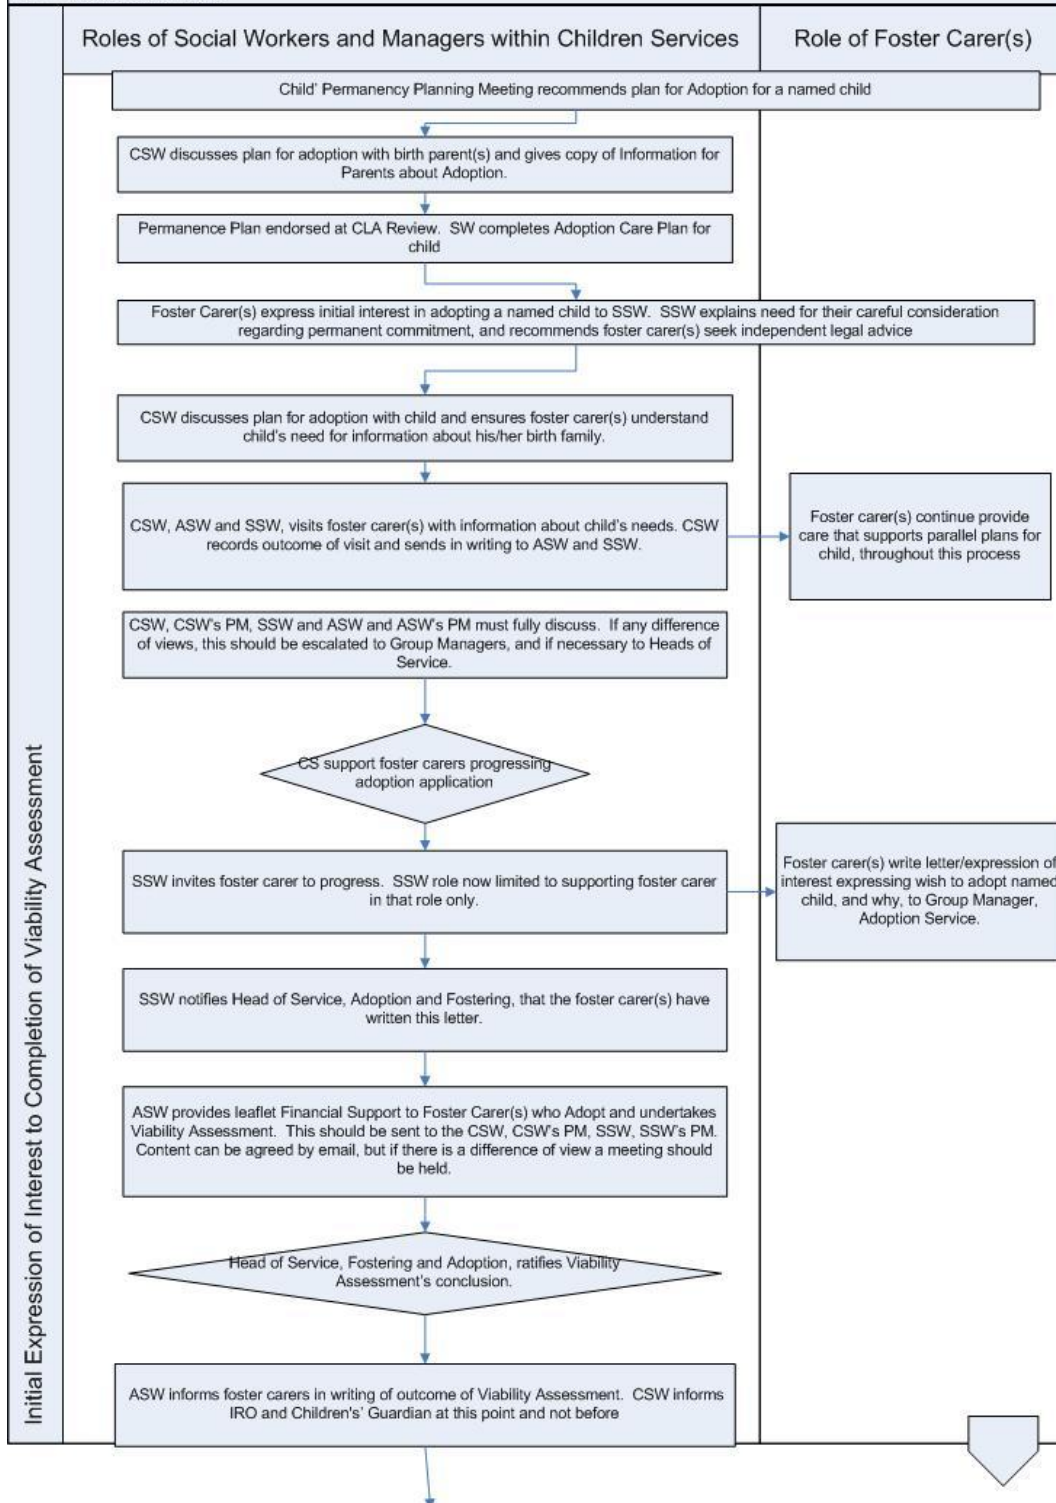 Roles of Social Workers and Managers within Children Services
Role of Foster Carer(s)
Child' Permanency Planning Meeting recommends plan for Adoption for a named child
CSW discusses plan for adoption with birth parent(s) and gives copy of Information for
Parents about Adoption.
Permanence Plan endorsed at CLA Review. SW completes Adoption Care Plan for
child
Foster Carer(s) express initial interest in adopting a named child to SSW. SSW explains need for their careful consideration
regarding permanent commitment, and recommends foster carer(s) seek independent legal advice
CSW discusses plan for adoption with child and ensures foster carer(s) understand
child's need for information about his/her birth family.
CSW, ASW and SSW, visits foster carer(s) with information about child's needs. CSW
records outcome of visit and sends in writing to ASW and SSW.
Foster carer(s) continue provide
care that supports parallel plans for
child, throughout this process
CSW, CSW's PM, SSW and ASW and ASW's PM must fully discuss. If any difference
of views, this should be escalated to Group Managers, and if necessary to Heads of
Service.
CS support foster carers progressing
adoption application
SSW invites foster carer to progress. SSW role now limited to supporting foster carer
in that role only.
Foster carer(s) write letter/expression of
interest expressing wish to adopt named
child, and why, to Group Manager,
Adoption Service.
SSW notifies Head of Service, Adoption and Fostering, that the foster carer(s) have
written this letter.
ASW provides leaflet Financial Support to Foster Carer(s) who Adopt and undertakes
Viability Assessment. This should be sent to the CSW, CSW's PM, SSW, SSW's PM.
Content can be agreed by email, but if there is a difference of view a meeting should
be held.
Head of Service, Fostering and Adoption, ratifies Viability
Assessment's conclusion.
ASW informs foster carers in writing of outcome of Viability Assessment. CSW informs
IRO and Children's' Guardian at this point and not before
Initial Expression of Interest to Completion of Viability Assessment